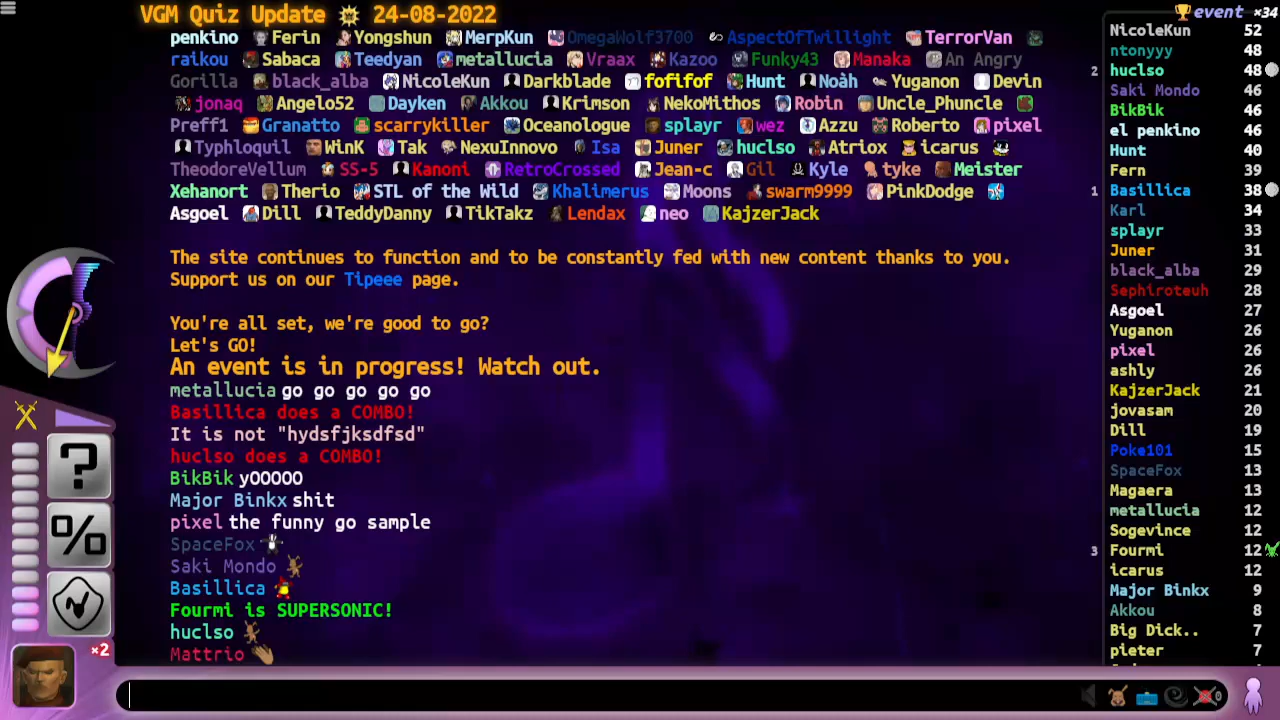 VGM Quiz Update 24-08-2022
event ×34
penkino Ferin Yongshun MerpKun OmegaWolf3700 AspectOfTwillight TerrorVan
raikou Sabaca Teedyan metallucia Vraax Kazoo Funky43 Manaka An Angry
Gorilla black_alba NicoleKun Darkblade fofifof Hunt Noàh Yuganon Devin
jonaq Angelo52 Dayken Akkou Krimson NekoMithos Robin Uncle_Phuncle
Preff1 Granatto scarrykiller Oceanologue splayr wez Azzu Roberto pixel
Typhloquil WinK Tak NexuInnovo Isa Juner huclso Atriox icarus
TheodoreVellum SS-5 Kanoni RetroCrossed Jean-c Gil Kyle tyke Meister
Xehanort Therio STL of the Wild Khalimerus Moons swarm9999 PinkDodge
Asgoel Dill TeddyDanny TikTakz Lendax neo KajzerJack
The site continues to function and to be constantly fed with new content thanks to you.
Support us on our Tipeee page.
You're all set, we're good to go?
Let's GO!
An event is in progress! Watch out.
metallucia go go go go go
Basillica does a COMBO!
It is not "hydsfjksdfsd"
huclso does a COMBO!
BikBik yOOOOO
Major Binkx shit
pixel the funny go sample
SpaceFox
Saki Mondo
Basillica
Fourmi is SUPERSONIC!
huclso
Mattrio
NicoleKun 52
ntonyyy 48
2 huclso 48
Saki Mondo 46
BikBik 46
el penkino 46
Hunt 40
Fern 39
1 Basillica 38
Karl 34
splayr 33
Juner 31
black_alba 29
Sephiroteuh 28
Asgoel 27
Yuganon 26
pixel 26
ashly 26
KajzerJack 21
jovasam 20
Dill 19
Poke101 15
SpaceFox 13
Magaera 13
metallucia 12
Sogevince 12
3 Fourmi 12
icarus 12
Major Binkx 9
Akkou 8
Big Dick.. 7
pieter 7
?
%
×2
0